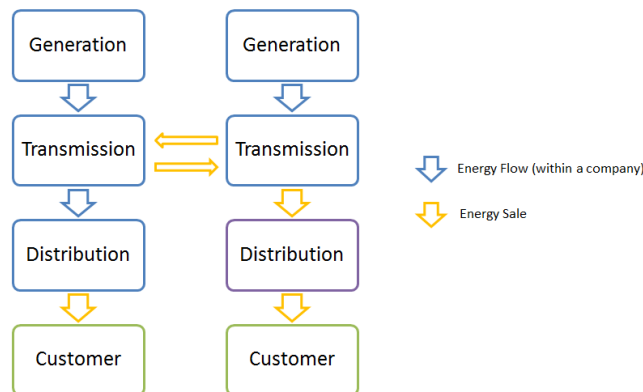 Generation
Generation
Transmission
Transmission
Energy Flow (within a company)
Energy Sale
Distribution
Distribution
Customer
Customer